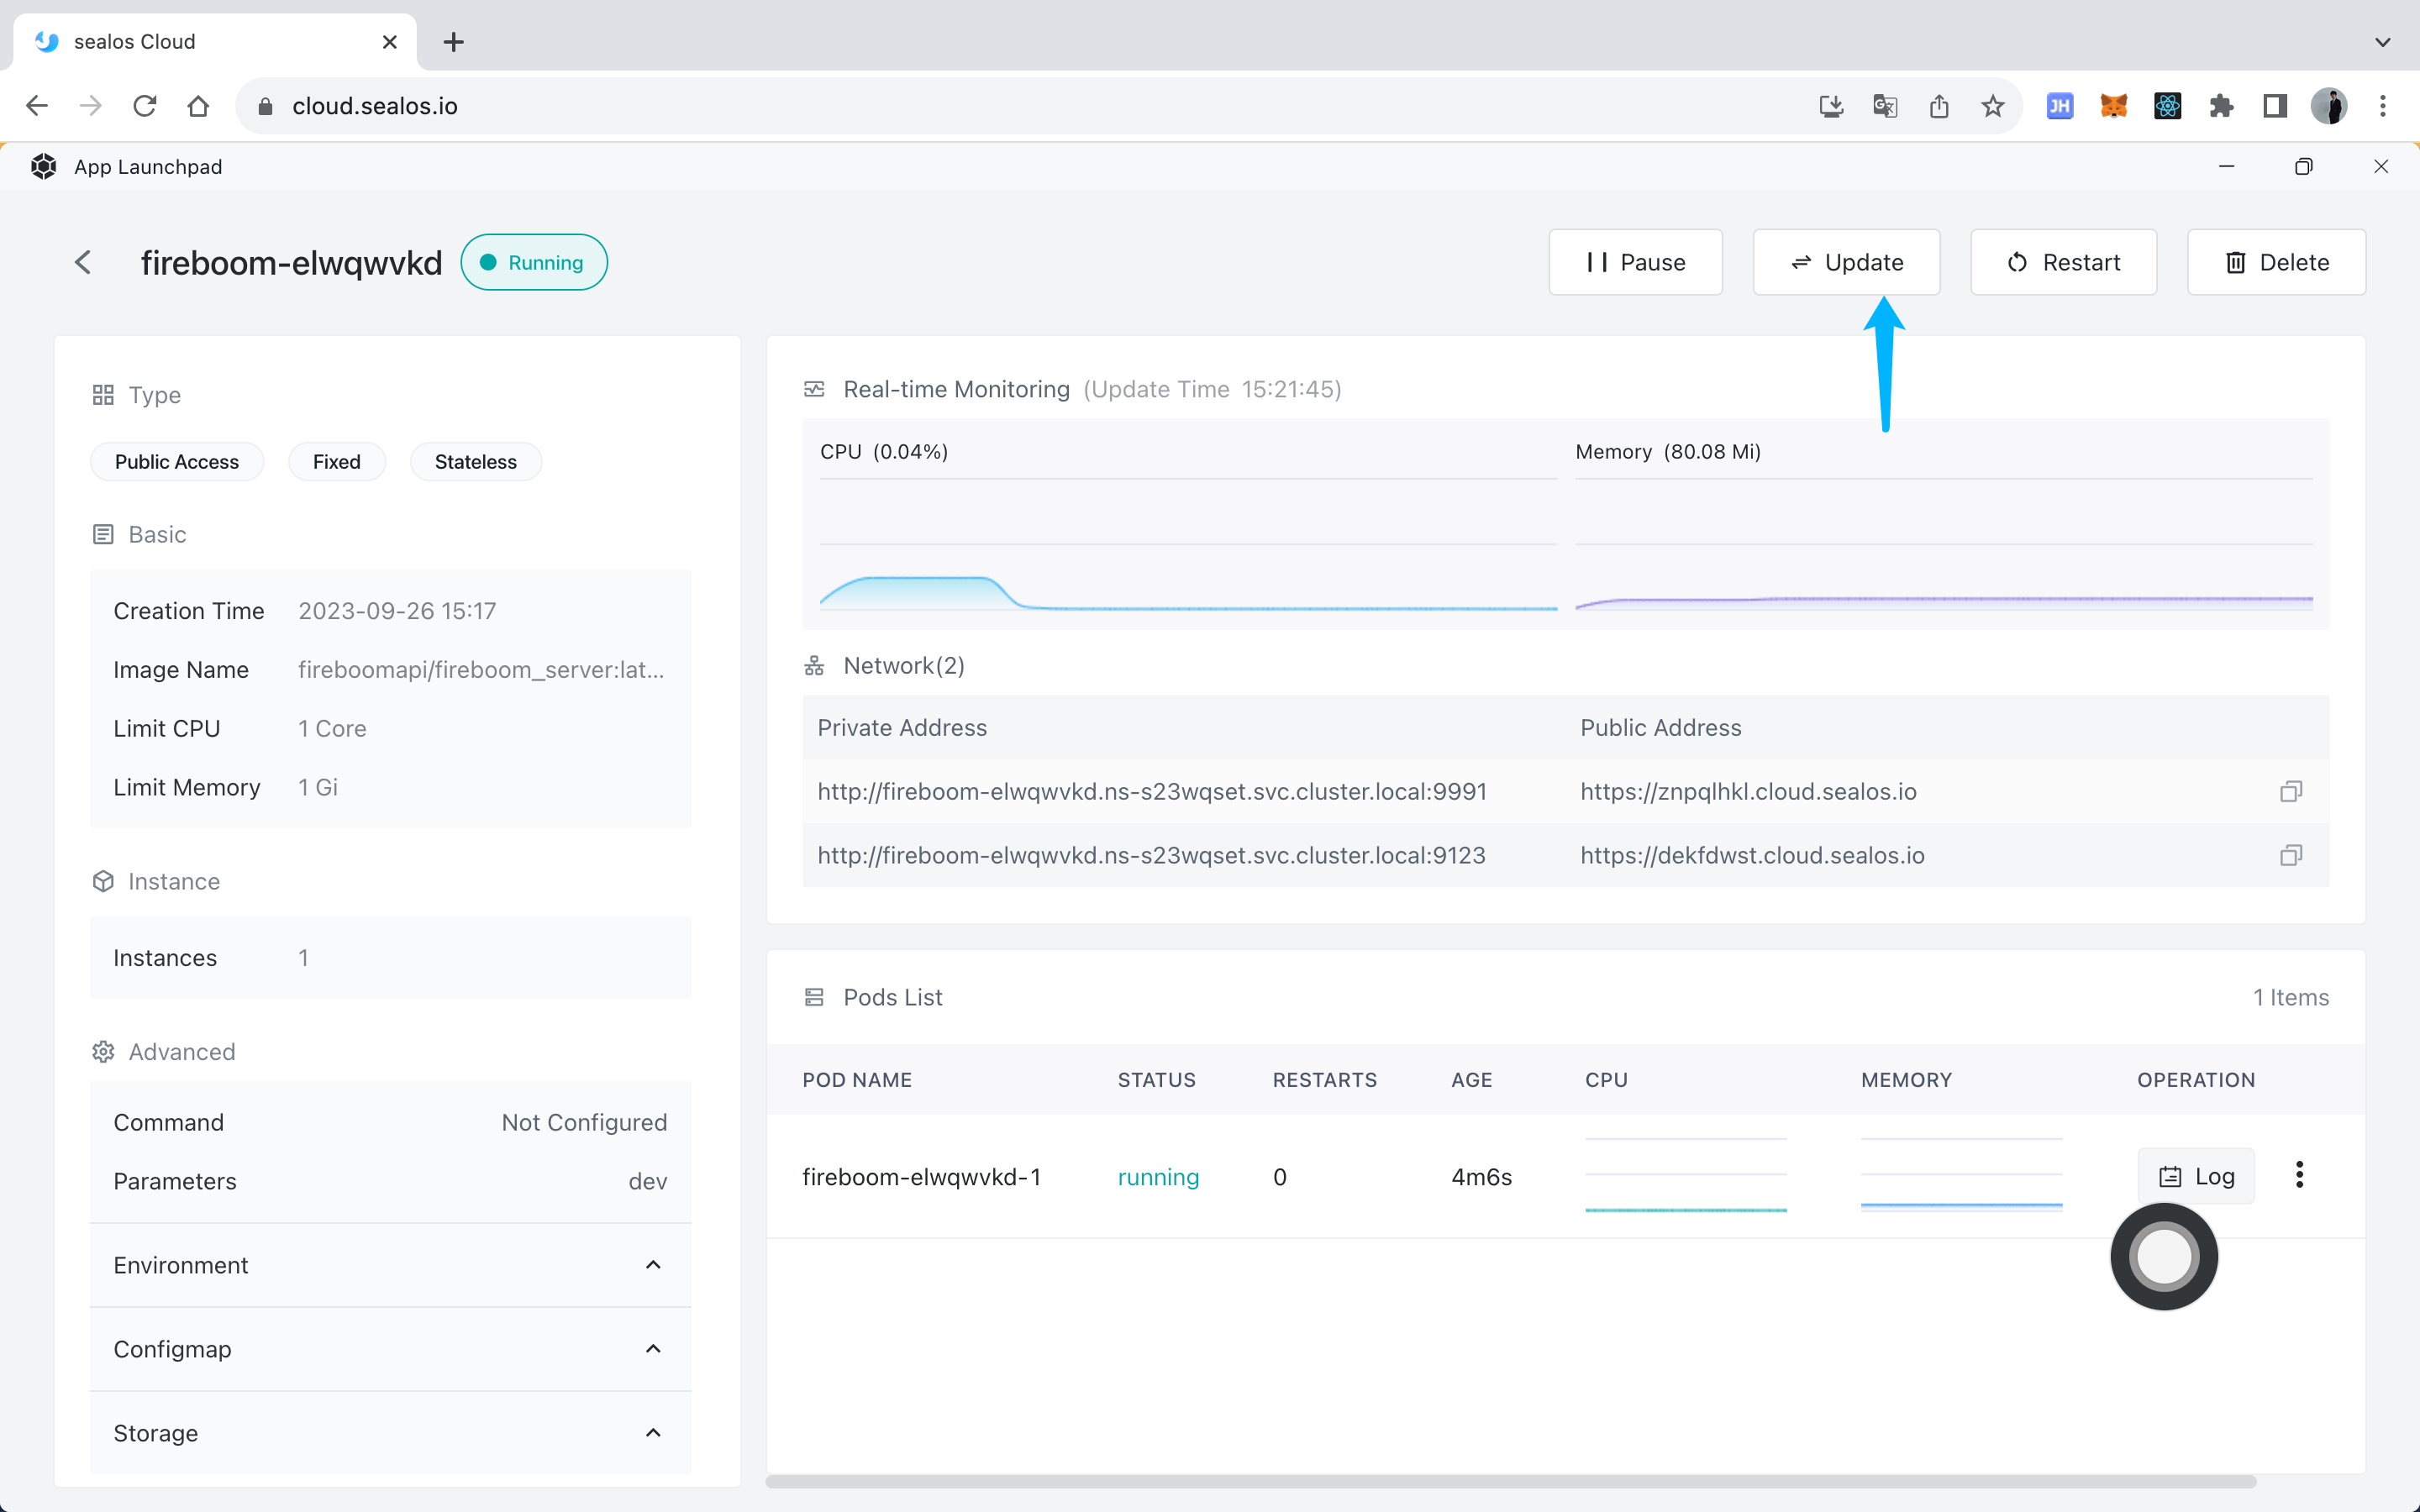 sealos Cloud
cloud.sealos.io
JH
App Launchpad
fireboom-elwqwvkd
Running
Pause
Update
Restart
Delete
Type
Public Access
Fixed
Stateless
Basic
Creation Time 2023-09-26 15:17
Image Name fireboomapi/fireboom_server:lat...
Limit CPU 1 Core
Limit Memory 1 Gi
Instance
Instances 1
Advanced
Command Not Configured
Parameters dev
Environment
Configmap
Storage
Real-time Monitoring (Update Time 15:21:45)
CPU (0.04%)
Memory (80.08 Mi)
Network(2)
Private Address Public Address
http://fireboom-elwqwvkd.ns-s23wqset.svc.cluster.local:9991 https://znpqlhkl.cloud.sealos.io
http://fireboom-elwqwvkd.ns-s23wqset.svc.cluster.local:9123 https://dekfdwst.cloud.sealos.io
Pods List 1 Items
POD NAME STATUS RESTARTS AGE CPU MEMORY OPERATION
fireboom-elwqwvkd-1 running 0 4m6s Log